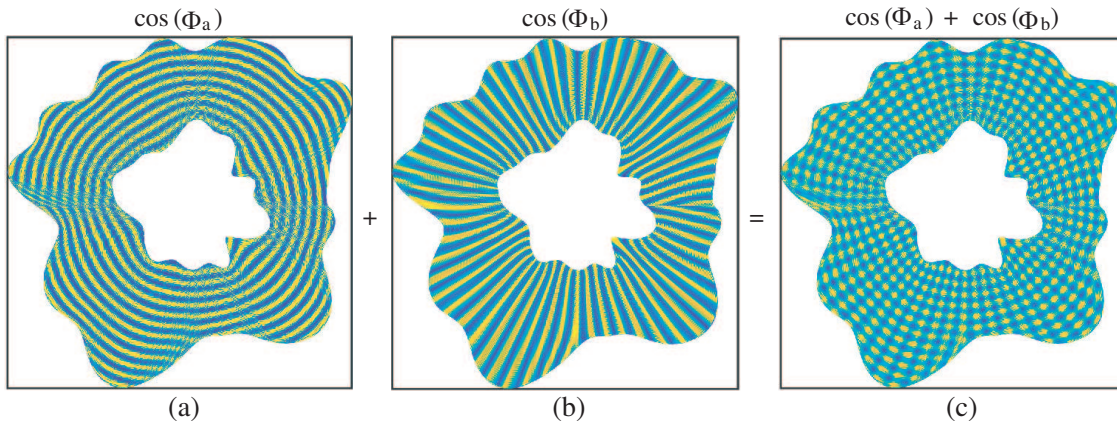 cos (Φa) cos (Φb) cos (Φa) + cos (Φb)
+ =
(a) (b) (c)